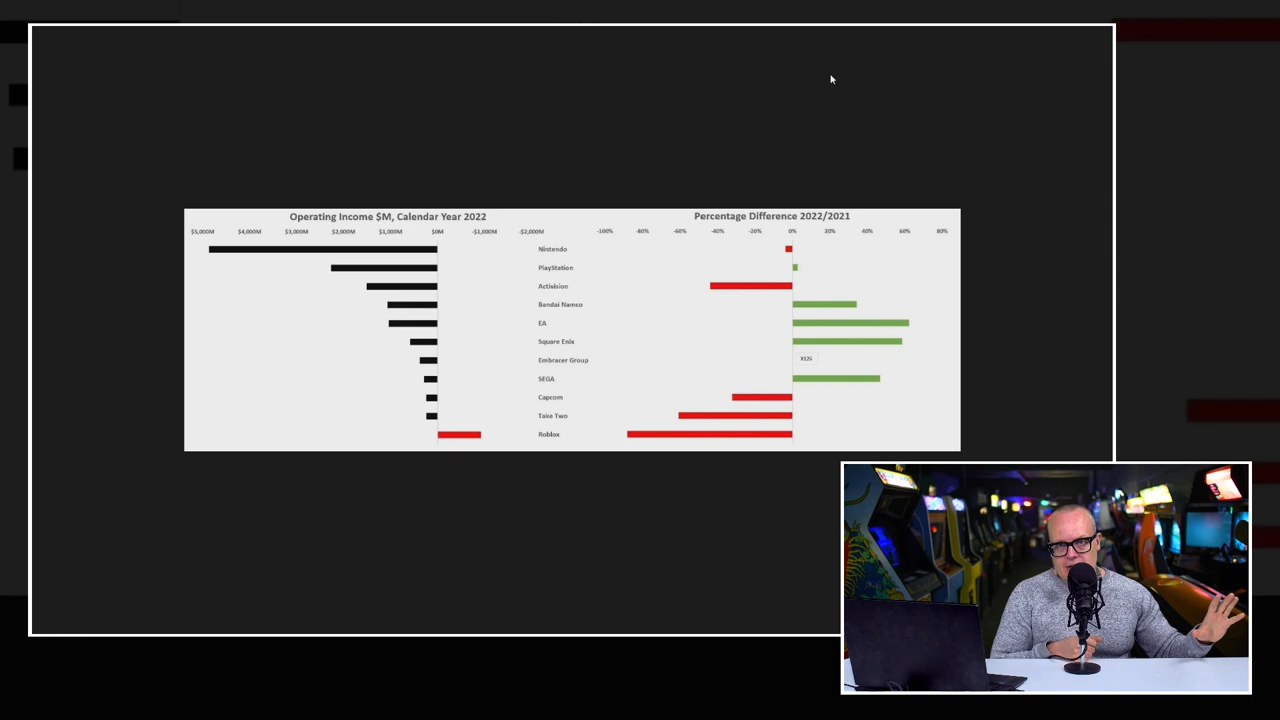 Operating Income $M, Calendar Year 2022
Percentage Difference 2022/2021
$5,000M $4,000M $3,000M $2,000M $1,000M $0M -$1,000M -$2,000M
-100% -80% -60% -40% -20% 0% 20% 40% 60% 80%
Nintendo
PlayStation
Activision
Bandai Namco
EA
Square Enix
Embracer Group
X126
SEGA
Capcom
Take Two
Roblox